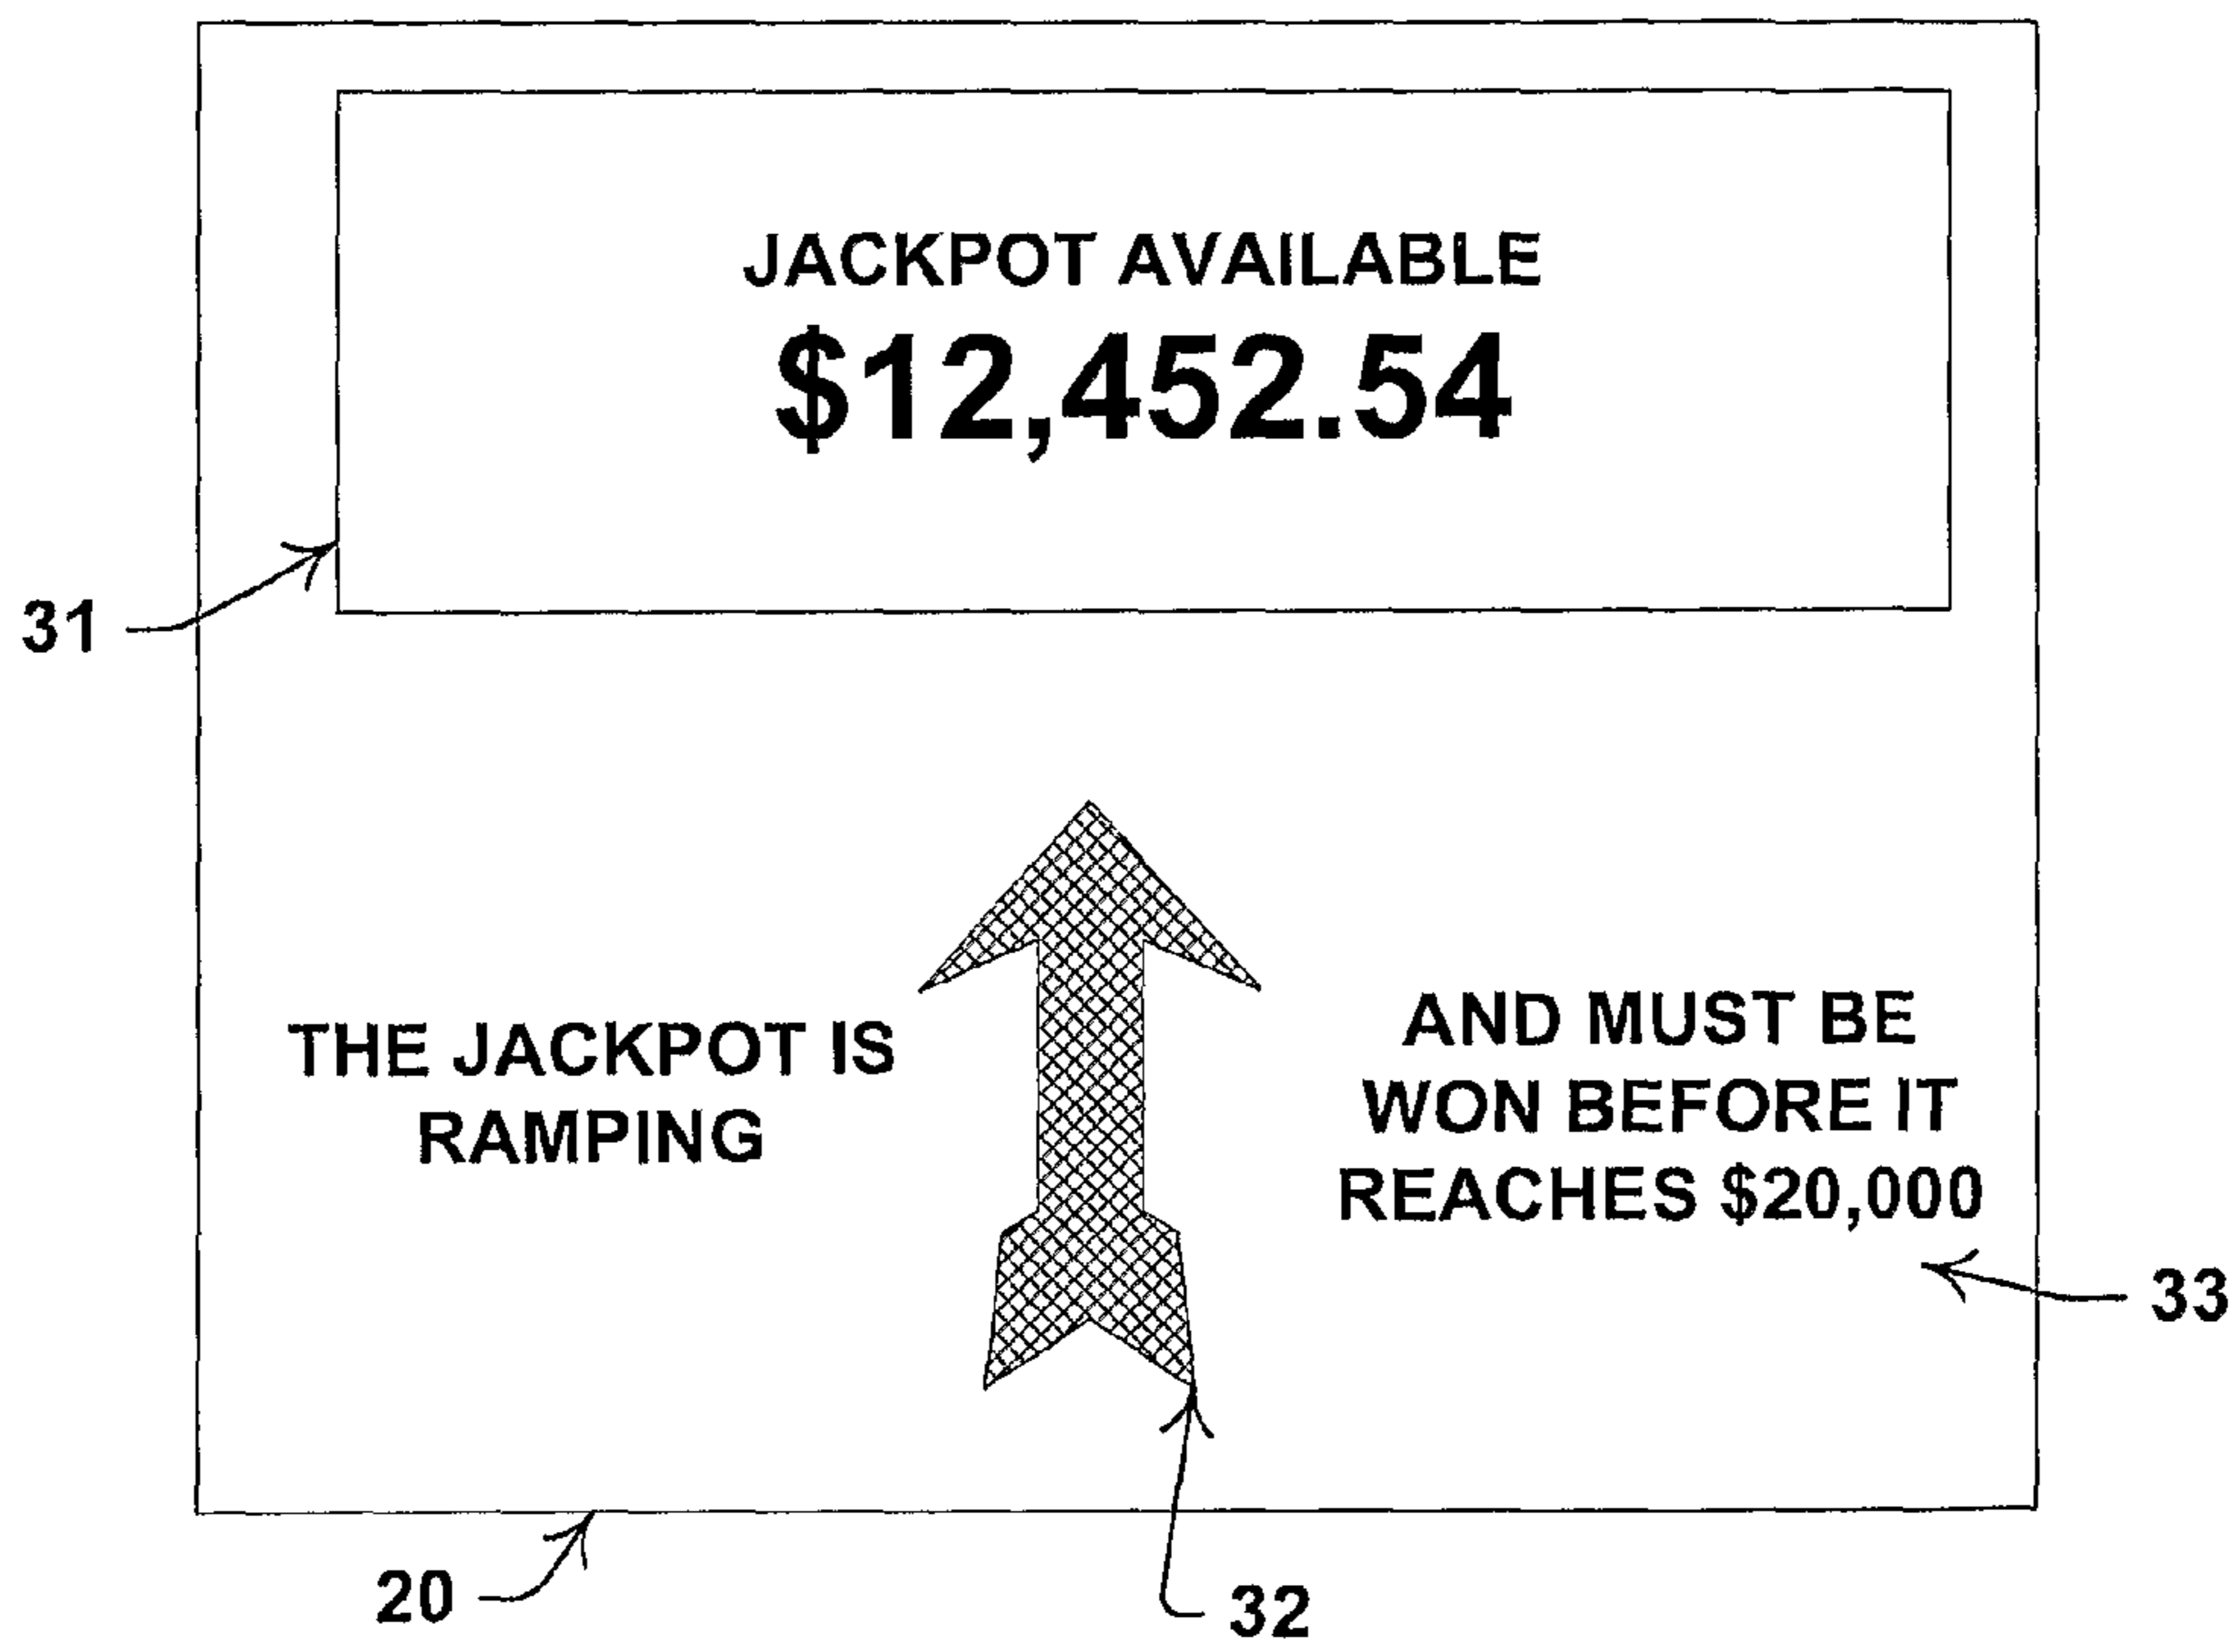 JACKPOT AVAILABLE
$12,452.54
31
THE JACKPOT IS
RAMPING
AND MUST BE
WON BEFORE IT
REACHES $20,000
33
20
32